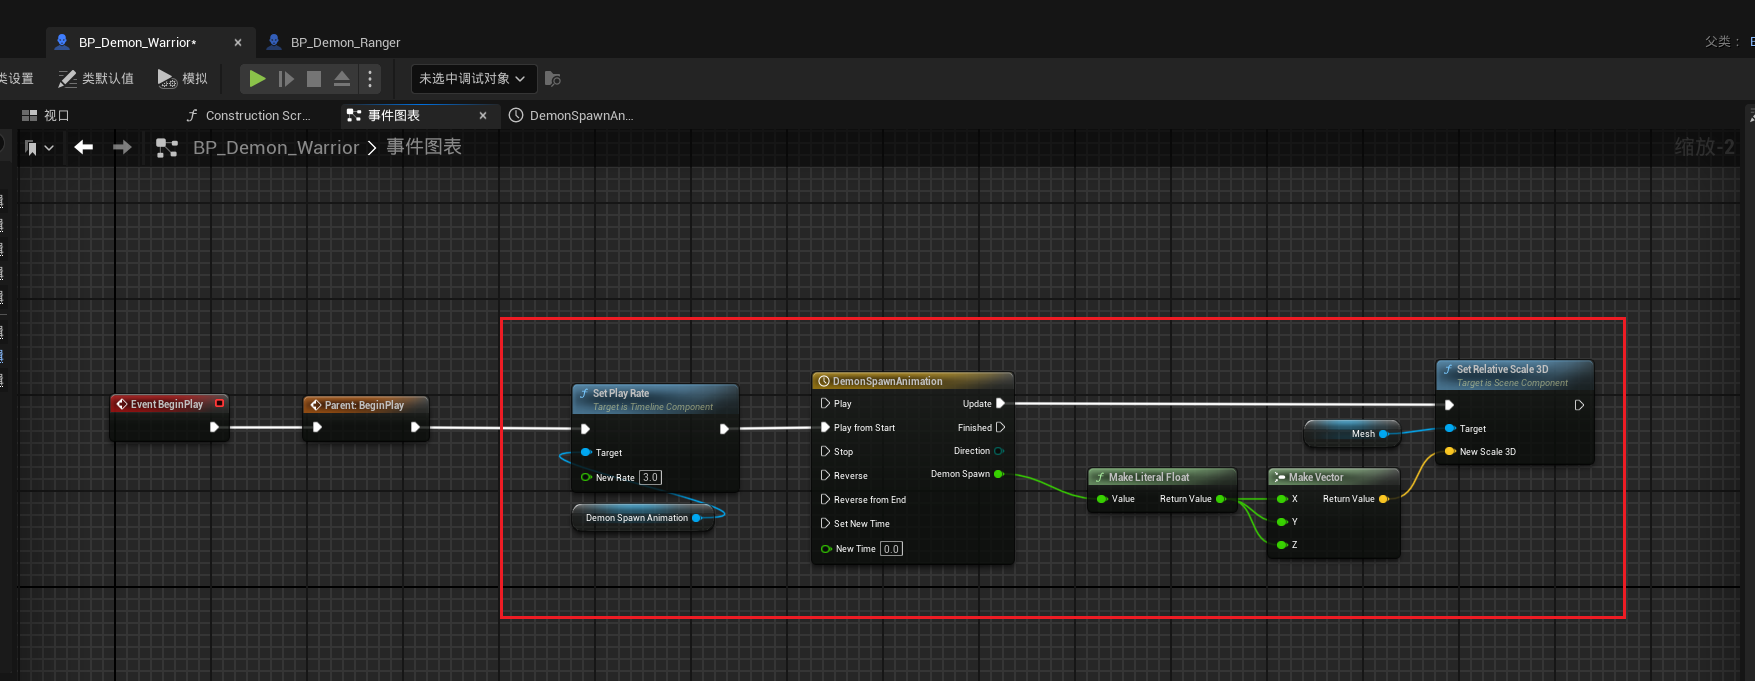 BP_Demon_Warrior*
BP_Demon_Ranger
父类：
类设置
类默认值
模拟
未选中调试对象
视口
Construction Scr...
事件图表
DemonSpawnAn...
BP_Demon_Warrior > 事件图表
缩放-2
Event BeginPlay
Parent: BeginPlay
Set Play Rate
Target is Timeline Component
Target
New Rate 3.0
Demon Spawn Animation
DemonSpawnAnimation
Play
Update
Play from Start
Finished
Stop
Direction
Reverse
Demon Spawn
Reverse from End
Set New Time
New Time 0.0
Make Literal Float
Value
Return Value
Make Vector
X
Return Value
Y
Z
Mesh
Set Relative Scale 3D
Target is Scene Component
Target
New Scale 3D